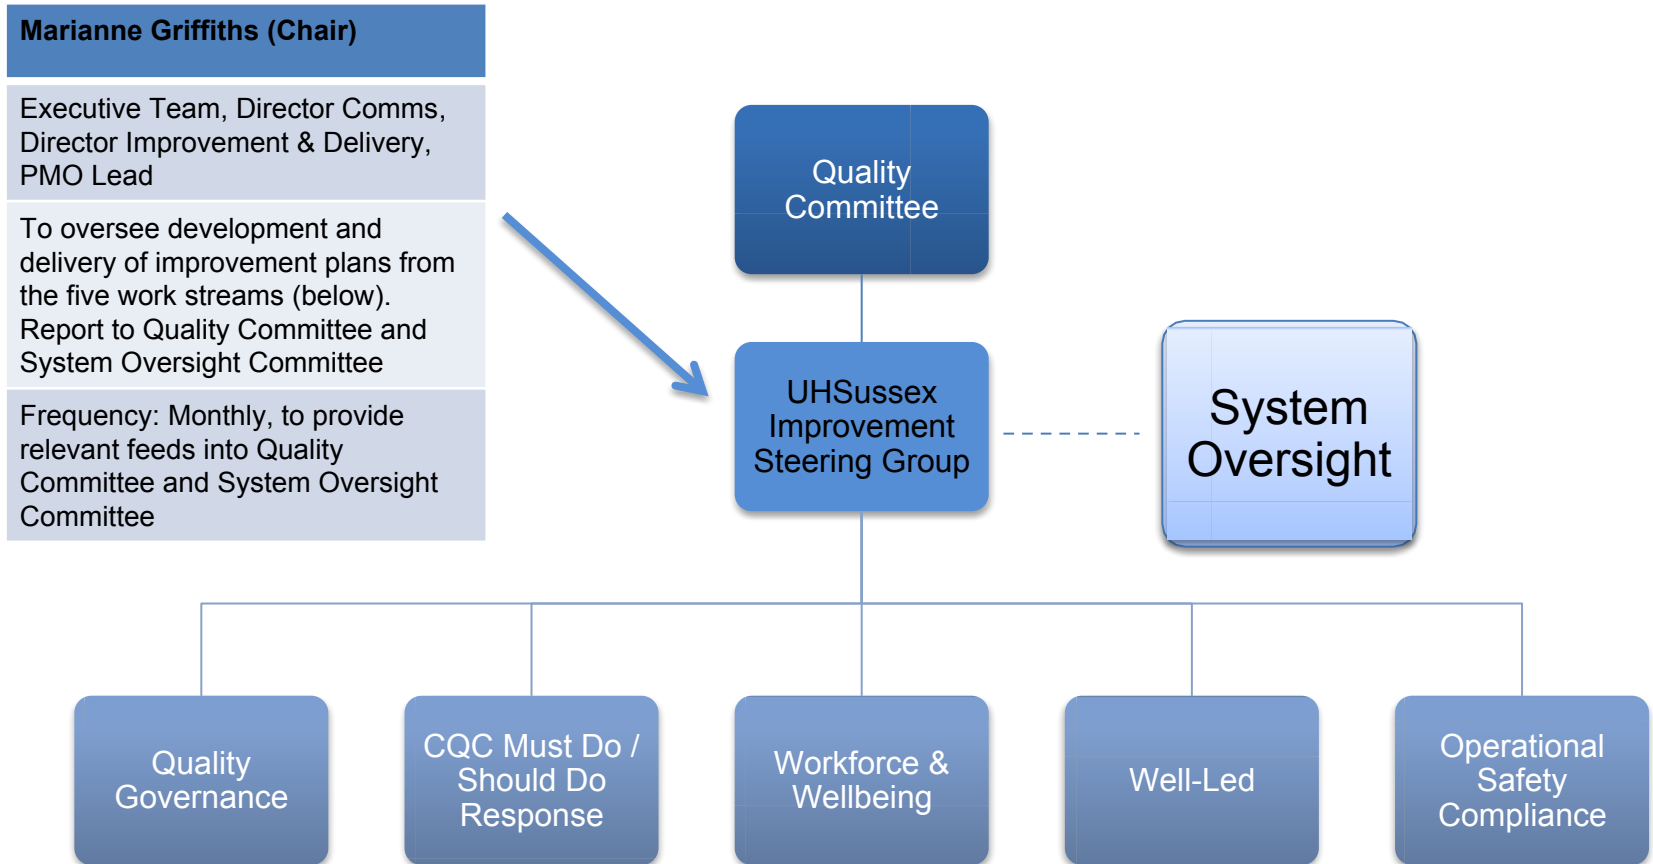 Marianne Griffiths (Chair)
Executive Team, Director Comms,
Director Improvement & Delivery,
PMO Lead
To oversee development and
delivery of improvement plans from
the five work streams (below).
Report to Quality Committee and
System Oversight Committee
Frequency: Monthly, to provide
relevant feeds into Quality
Committee and System Oversight
Committee
Quality
Committee
UHSussex
Improvement
Steering Group
System
Oversight
Quality
Governance
CQC Must Do /
Should Do
Response
Workforce &
Wellbeing
Well-Led
Operational
Safety
Compliance